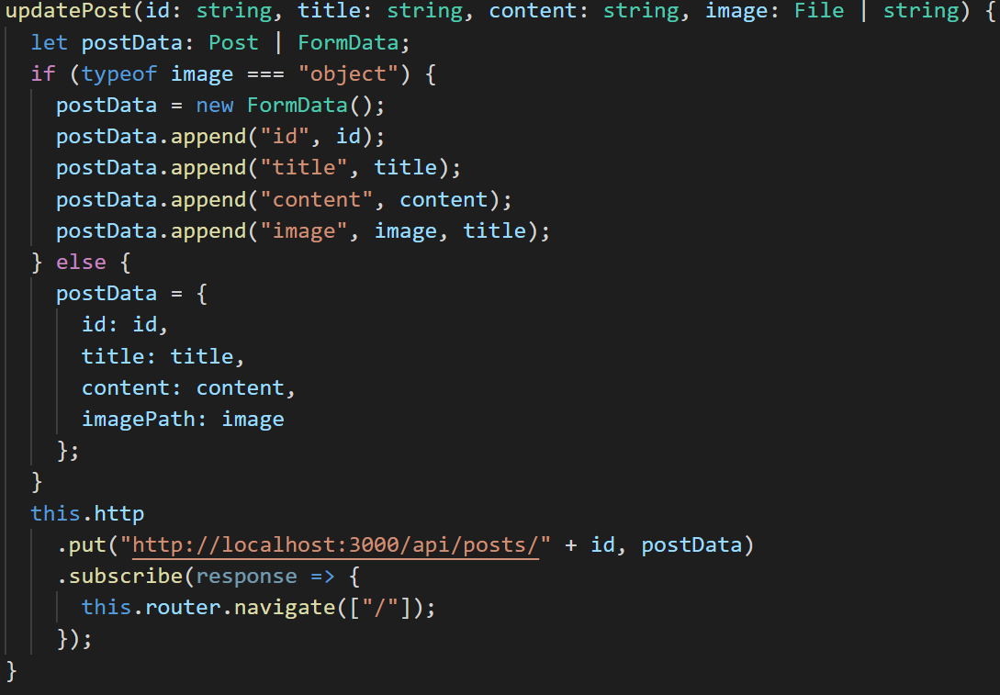 updatePost(id: string, title: string, content: string, image: File | string) {
  let postData: Post | FormData;
  if (typeof image === "object") {
    postData = new FormData();
    postData.append("id", id);
    postData.append("title", title);
    postData.append("content", content);
    postData.append("image", image, title);
  } else {
    postData = {
      id: id,
      title: title,
      content: content,
      imagePath: image
    };
  }
  this.http
    .put("http://localhost:3000/api/posts/" + id, postData)
    .subscribe(response => {
      this.router.navigate(["/"]);
    });
}